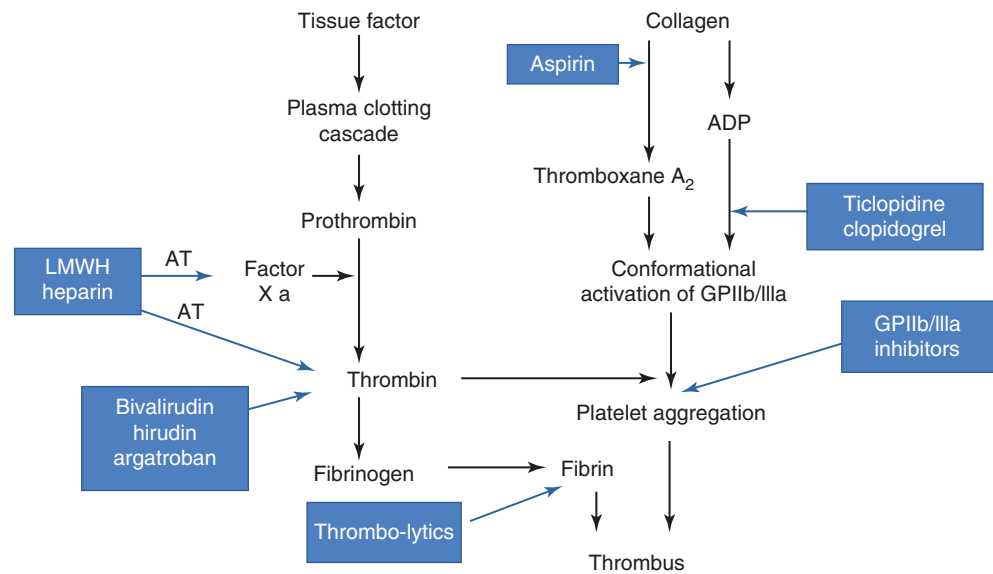 Tissue factor
Collagen
Aspirin
Plasma clotting
cascade
ADP
Thromboxane A₂
Ticlopidine
clopidogrel
Prothrombin
LMWH
heparin
AT
Factor
X a
AT
Conformational
activation of GPIIb/IIIa
GPIIb/IIIa
inhibitors
Thrombin
Platelet aggregation
Bivalirudin
hirudin
argatroban
Fibrinogen
Fibrin
Thrombo-lytics
Thrombus